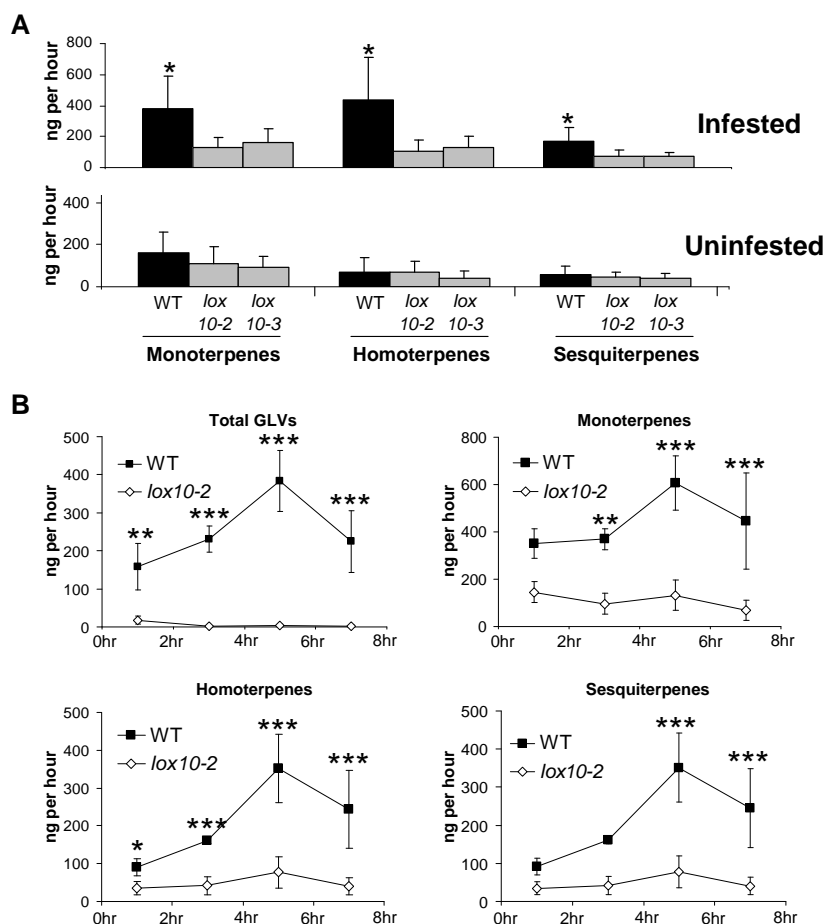 A
ng per hour
800
600
400
200
0
*
*
*
Infested
ng per hour
400
200
0
Uninfested
WT lox 10-2 lox 10-3 WT lox 10-2 lox 10-3 WT lox 10-2 lox 10-3
Monoterpenes Homoterpenes Sesquiterpenes
B
Total GLVs
ng per hour
500
400
300
200
100
0
WT
lox10-2
** *** *** ***
0hr 2hr 4hr 6hr 8hr
Monoterpenes
ng per hour
800
600
400
200
0
WT
lox10-2
** *** ***
0hr 2hr 4hr 6hr 8hr
Homoterpenes
ng per hour
500
400
300
200
100
0
WT
lox10-2
* *** *** ***
0hr 2hr 4hr 6hr 8hr
Sesquiterpenes
ng per hour
500
400
300
200
100
0
WT
lox10-2
*** ***
0hr 2hr 4hr 6hr 8hr